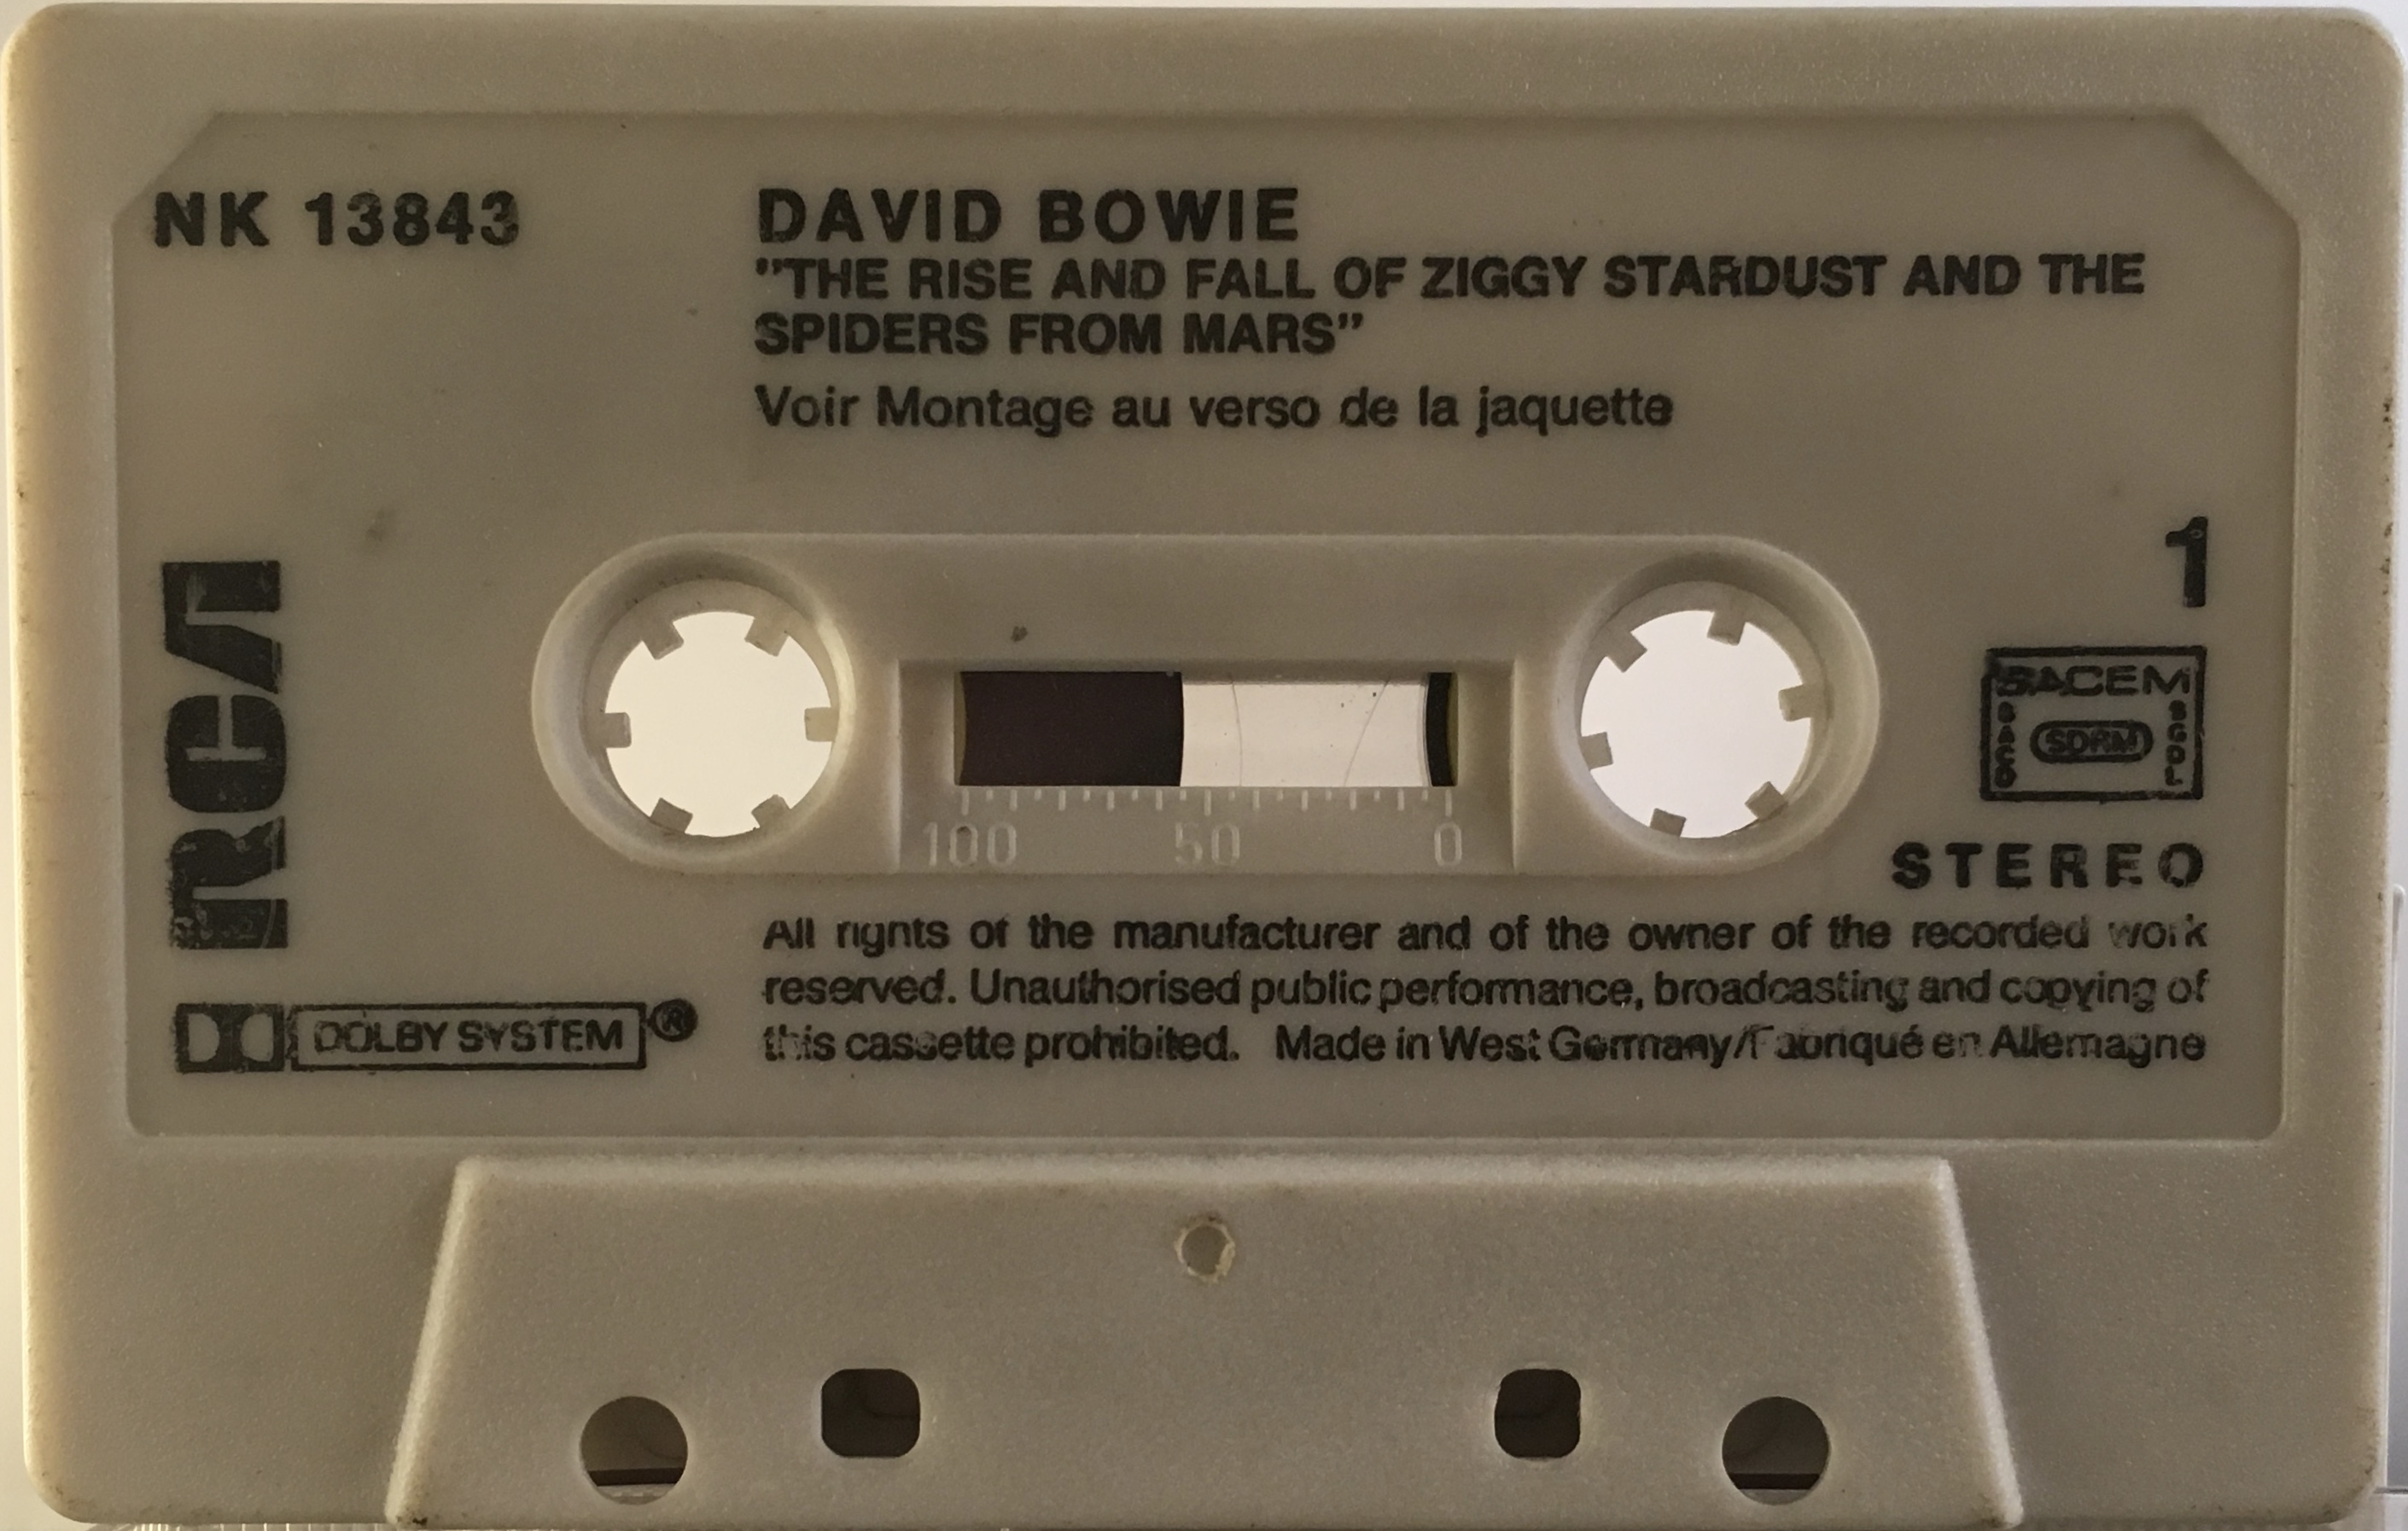 NK 13843
DAVID BOWIE
"THE RISE AND FALL OF ZIGGY STARDUST AND THE
SPIDERS FROM MARS"
Voir Montage au verso de la jaquette
1
RCA
SACEM
SACD
SDRM
SGDL
100 50 0
STEREO
All rights of the manufacturer and of the owner of the recorded work
reserved. Unauthorised public performance, broadcasting and copying of
this cassette prohibited. Made in West Germany/Fabriqué en Allemagne
DOLBY SYSTEM®